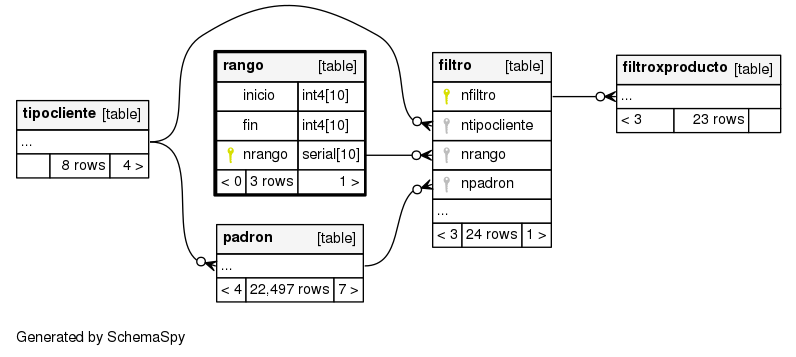 tipocliente [table]
...
8 rows 4 >
rango [table]
inicio int4[10]
fin int4[10]
nrango serial[10]
< 0 3 rows 1 >
padron [table]
...
< 4 22,497 rows 7 >
filtro [table]
nfiltro
ntipocliente
nrango
npadron
...
< 3 24 rows 1 >
filtroxproducto [table]
...
< 3 23 rows
Generated by SchemaSpy